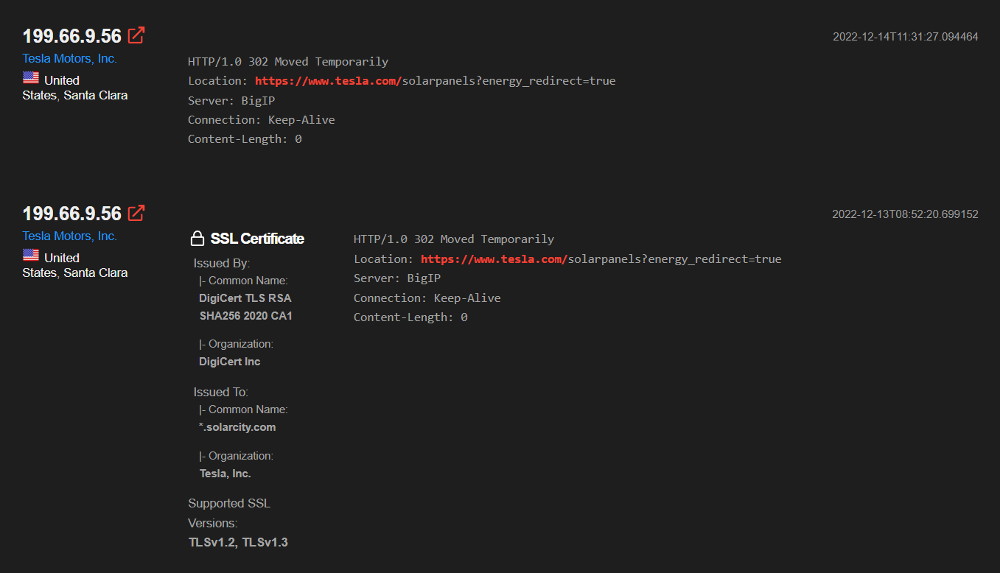 199.66.9.56
2022-12-14T11:31:27.094464
Tesla Motors, Inc.
United
States, Santa Clara
HTTP/1.0 302 Moved Temporarily
Location: https://www.tesla.com/solarpanels?energy_redirect=true
Server: BigIP
Connection: Keep-Alive
Content-Length: 0
199.66.9.56
2022-12-13T08:52:20.699152
Tesla Motors, Inc.
United
States, Santa Clara
SSL Certificate
Issued By:
|- Common Name:
DigiCert TLS RSA
SHA256 2020 CA1
|- Organization:
DigiCert Inc
Issued To:
|- Common Name:
*.solarcity.com
|- Organization:
Tesla, Inc.
Supported SSL
Versions:
TLSv1.2, TLSv1.3
HTTP/1.0 302 Moved Temporarily
Location: https://www.tesla.com/solarpanels?energy_redirect=true
Server: BigIP
Connection: Keep-Alive
Content-Length: 0